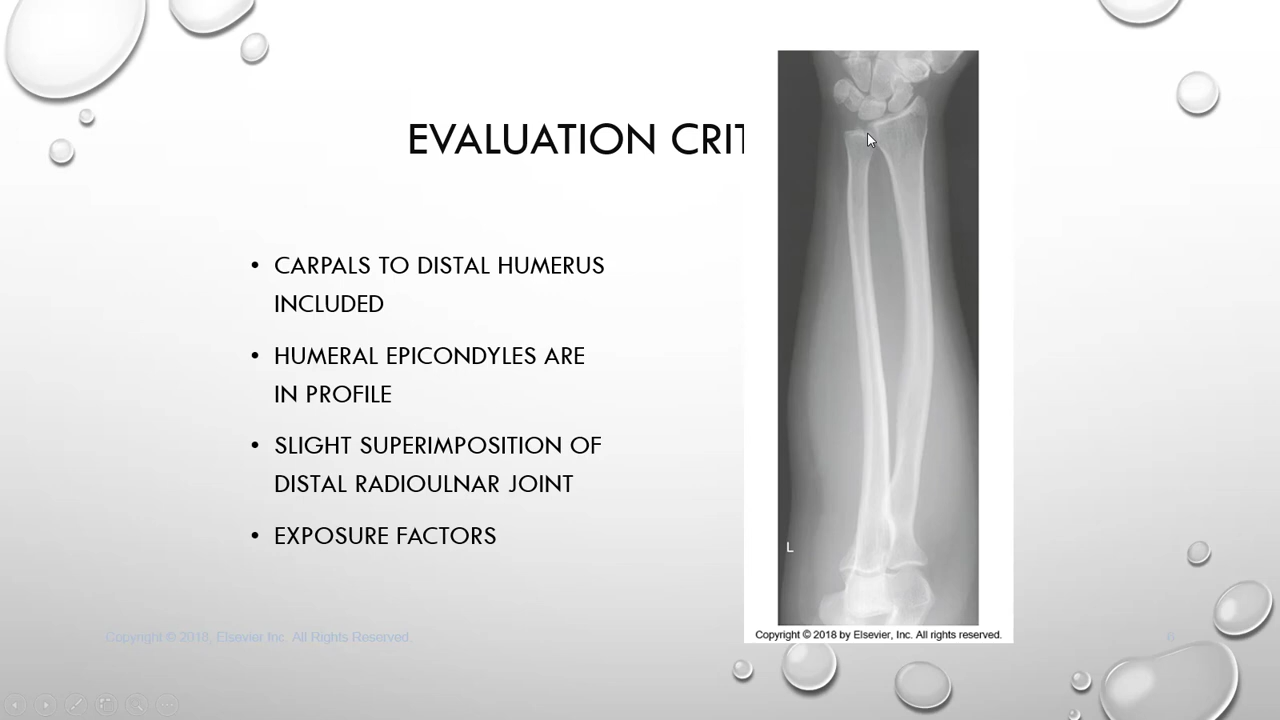 EVALUATION CRIT
• CARPALS TO DISTAL HUMERUS
INCLUDED
• HUMERAL EPICONDYLES ARE
IN PROFILE
• SLIGHT SUPERIMPOSITION OF
DISTAL RADIOULNAR JOINT
• EXPOSURE FACTORS
L
Copyright © 2018, Elsevier Inc. All Rights Reserved.
Copyright © 2018 by Elsevier, Inc. All rights reserved.
6